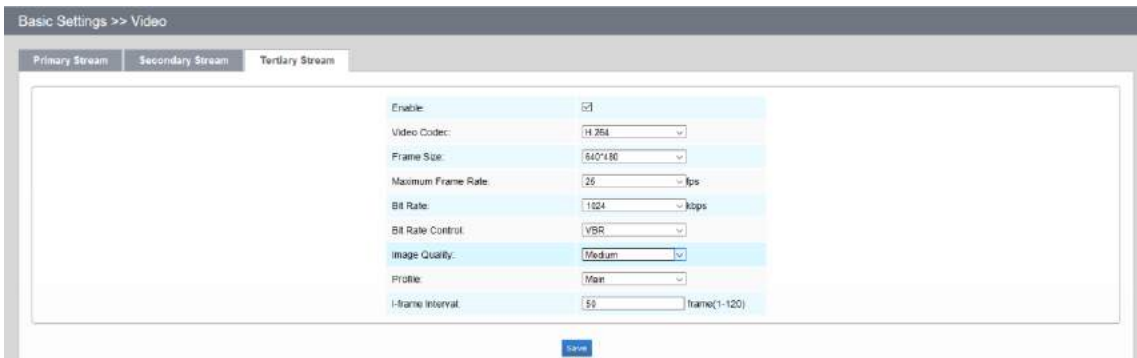 Basic Settings >> Video
Primary Stream Secondary Stream Tertiary Stream
Enable:
Video Codec: H.264
Frame Size: 640*480
Maximum Frame Rate: 25 fps
Bit Rate: 1024 kbps
Bit Rate Control: VBR
Image Quality: Medium
Profile: Main
I-frame Interval: 50 frame(1-120)
Save